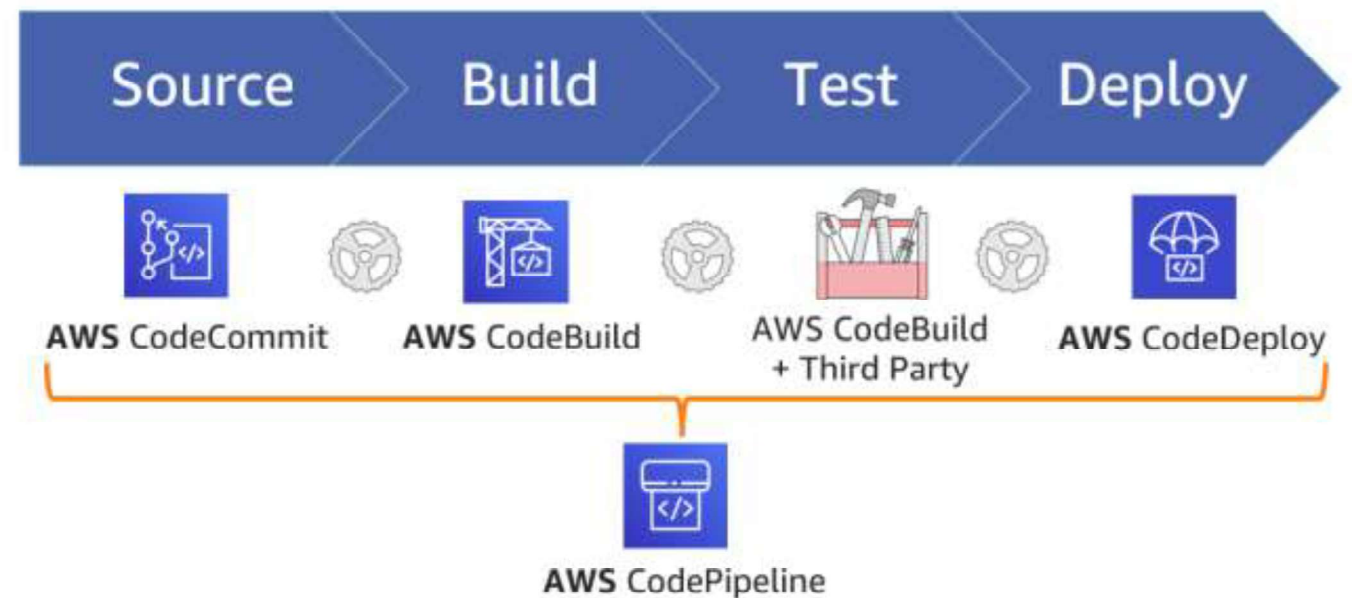 Source
Build
Test
Deploy
</>
</>
</>
AWS CodeCommit
AWS CodeBuild
AWS CodeBuild
+ Third Party
AWS CodeDeploy
</>
AWS CodePipeline